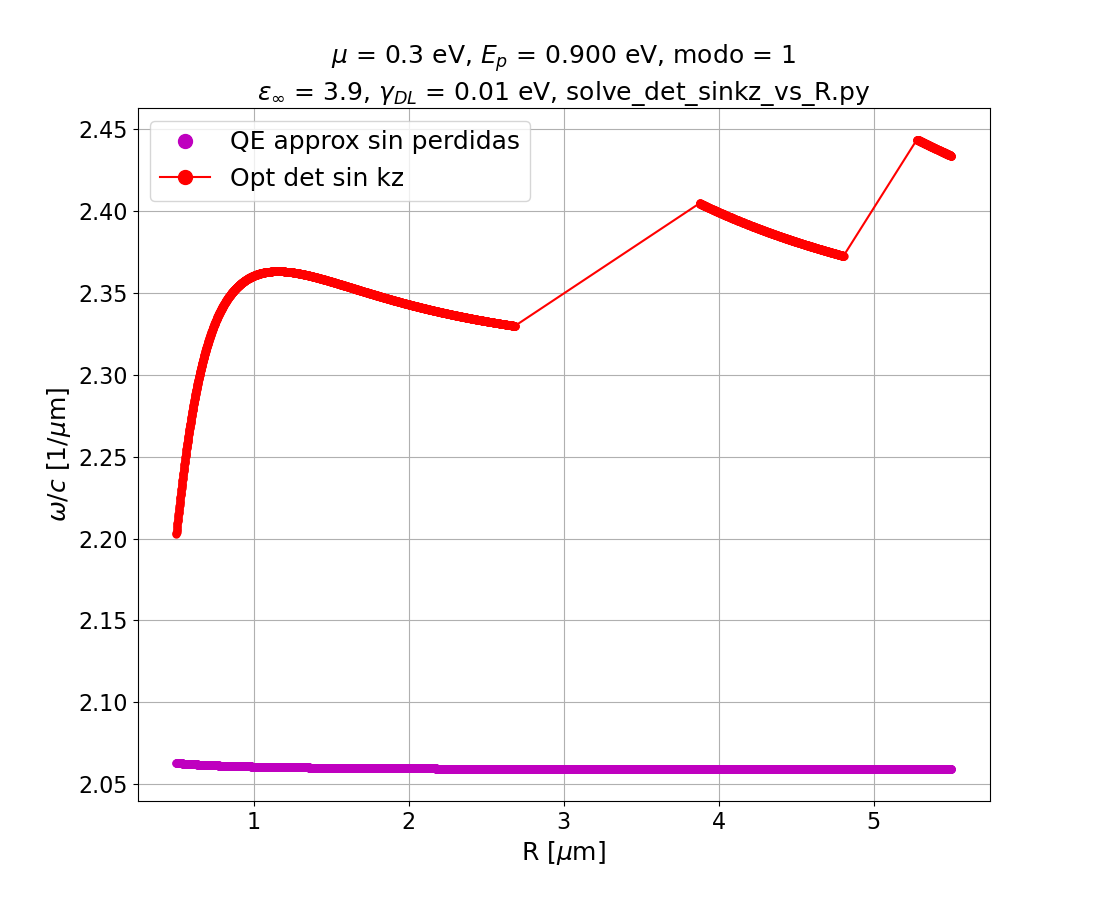 μ = 0.3 eV, E_p = 0.900 eV, modo = 1
ε_∞ = 3.9, γ_DL = 0.01 eV, solve_det_sinkz_vs_R.py
QE approx sin perdidas
Opt det sin kz
2.45
2.40
2.35
2.30
2.25
2.20
2.15
2.10
2.05
ω/c [1/μm]
1 2 3 4 5
R [μm]